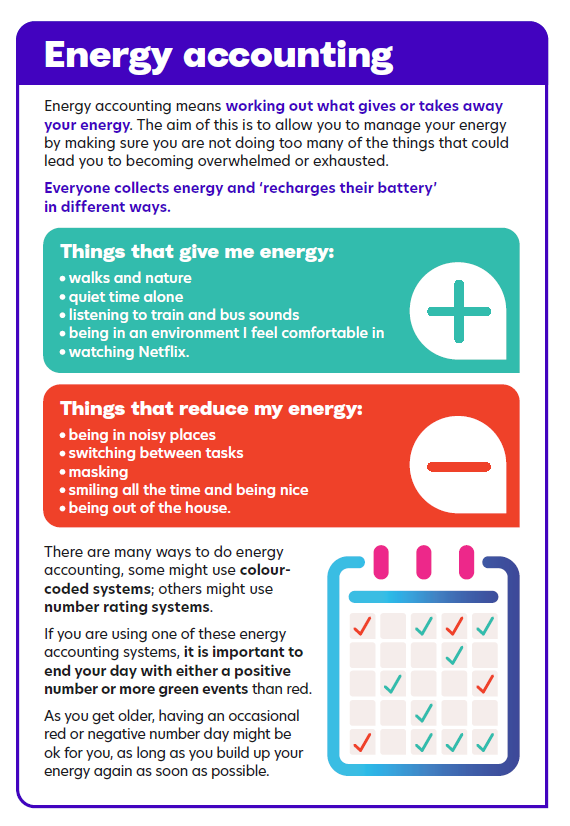 Energy accounting
Energy accounting means working out what gives or takes away
your energy. The aim of this is to allow you to manage your energy
by making sure you are not doing too many of the things that could
lead you to becoming overwhelmed or exhausted.
Everyone collects energy and ‘recharges their battery’
in different ways.
Things that give me energy:
• walks and nature
• quiet time alone
• listening to train and bus sounds
• being in an environment I feel comfortable in
• watching Netflix.
Things that reduce my energy:
• being in noisy places
• switching between tasks
• masking
• smiling all the time and being nice
• being out of the house.
There are many ways to do energy
accounting, some might use colour-
coded systems; others might use
number rating systems.
If you are using one of these energy
accounting systems, it is important to
end your day with either a positive
number or more green events than red.
As you get older, having an occasional
red or negative number day might be
ok for you, as long as you build up your
energy again as soon as possible.